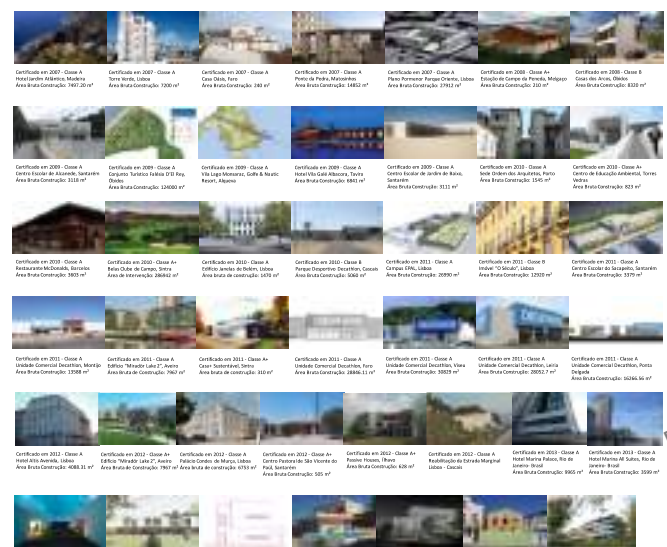 Certificado em 2007 - Classe A
Hotel Jardim Atlântico, Madeira
Área Bruta Construção: 7497.20 m²
Certificado em 2007 - Classe A
Torre Verde, Lisboa
Área Bruta Construção: 7200 m²
Certificado em 2007 - Classe A
Casa Oásis, Faro
Área Bruta Construção: 240 m²
Certificado em 2007 - Classe A
Ponte da Pedra, Matosinhos
Área Bruta Construção: 14852 m²
Certificado em 2007 - Classe A
Plano Pormenor Parque Oriente, Lisboa
Área Bruta Construção: 27912 m²
Certificado em 2008 - Classe A+
Estação de Campo da Peneda, Melgaço
Área Bruta Construção: 210 m²
Certificado em 2008 - Classe B
Casas dos Arcos, Óbidos
Área Bruta Construção: 8320 m²
Certificado em 2009 - Classe A
Centro Escolar de Alcanede, Santarém
Área Bruta Construção: 3118 m²
Certificado em 2009 - Classe A
Conjunto Turístico Falésia D'El Rey,
Óbidos
Área Bruta Construção: 124000 m²
Certificado em 2009 - Classe A
Vila Lago Monsaraz, Golfe & Nautic
Resort, Alqueva
Certificado em 2009 - Classe A
Hotel Vila Galé Albacora, Tavira
Área Bruta Construção: 6841 m²
Certificado em 2009 - Classe A
Centro Escolar de Jardim de Baixo,
Santarém
Área Bruta Construção: 3111 m²
Certificado em 2010 - Classe A
Sede Ordem dos Arquitetos, Porto
Área Bruta Construção: 1545 m²
Certificado em 2010 - Classe A+
Centro de Educação Ambiental, Torres
Vedras
Área Bruta Construção: 823 m²
Certificado em 2010 - Classe A
Restaurante McDonalds, Barcelos
Área Bruta Construção: 3803 m²
Certificado em 2010 - Classe A+
Belas Clube de Campo, Sintra
Área de Intervenção: 286942 m²
Certificado em 2010 - Classe A
Edifício Janelas de Belém, Lisboa
Área bruta de Construção: 1470 m²
Certificado em 2010 - Classe B
Parque Desportivo Decathlon, Cascais
Área Bruta Construção: 5060 m²
Certificado em 2011 - Classe A
Campus EPAL, Lisboa
Área Bruta Construção: 26990 m²
Certificado em 2011 - Classe B
Imóvel "O Século", Lisboa
Área Bruta Construção: 12920 m²
Certificado em 2011 - Classe A
Centro Escolar do Sacapeito, Santarém
Área Bruta Construção: 3379 m²
Certificado em 2011 - Classe A
Unidade Comercial Decathlon, Montijo
Área Bruta Construção: 13588 m²
Certificado em 2011 - Classe A+
Edifício "Mirador Lake 2", Aveiro
Área Bruta de Construção: 7967 m²
Certificado em 2011 - Classe A+
Casa+ Sustentável, Sintra
Área bruta de construção: 310 m²
Certificado em 2011 - Classe A
Unidade Comercial Decathlon, Faro
Área Bruta Construção: 28846.11 m²
Certificado em 2011 - Classe A
Unidade Comercial Decathlon, Viseu
Área Bruta Construção: 30829 m²
Certificado em 2011 - Classe A
Unidade Comercial Decathlon, Leiria
Área Bruta Construção: 28052.7 m²
Certificado em 2011 - Classe A
Unidade Comercial Decathlon, Ponta
Delgada
Área Bruta Construção: 16266.56 m²
Certificado em 2012 - Classe A
Hotel Alto Avenida, Lisboa
Área Bruta Construção: 4088.31 m²
Certificado em 2012 - Classe A+
Edifício "Mirador Lake 2", Aveiro
Área Bruta de Construção: 7967 m²
Certificado em 2012 - Classe A
Palácio Condes de Murça, Lisboa
Área bruta de construção: 6753 m²
Certificado em 2012 - Classe A+
Centro Pastoral de São Vicente do
Paúl, Santarém
Área Bruta Construção: 505 m²
Certificado em 2012 - Classe A+
Passive Houses, Ílhavo
Área Bruta Construção: 628 m²
Certificado em 2012 - Classe A
Reabilitação da Estrada Marginal
Lisboa - Cascais
Certificado em 2013 - Classe A
Hotel Marina Palace, Rio de
Janeiro- Brasil
Área Bruta Construção: 9965 m²
Certificado em 2013 - Classe A
Hotel Marina All Suites, Rio de
Janeiro- Brasil
Área Bruta Construção: 3599 m²